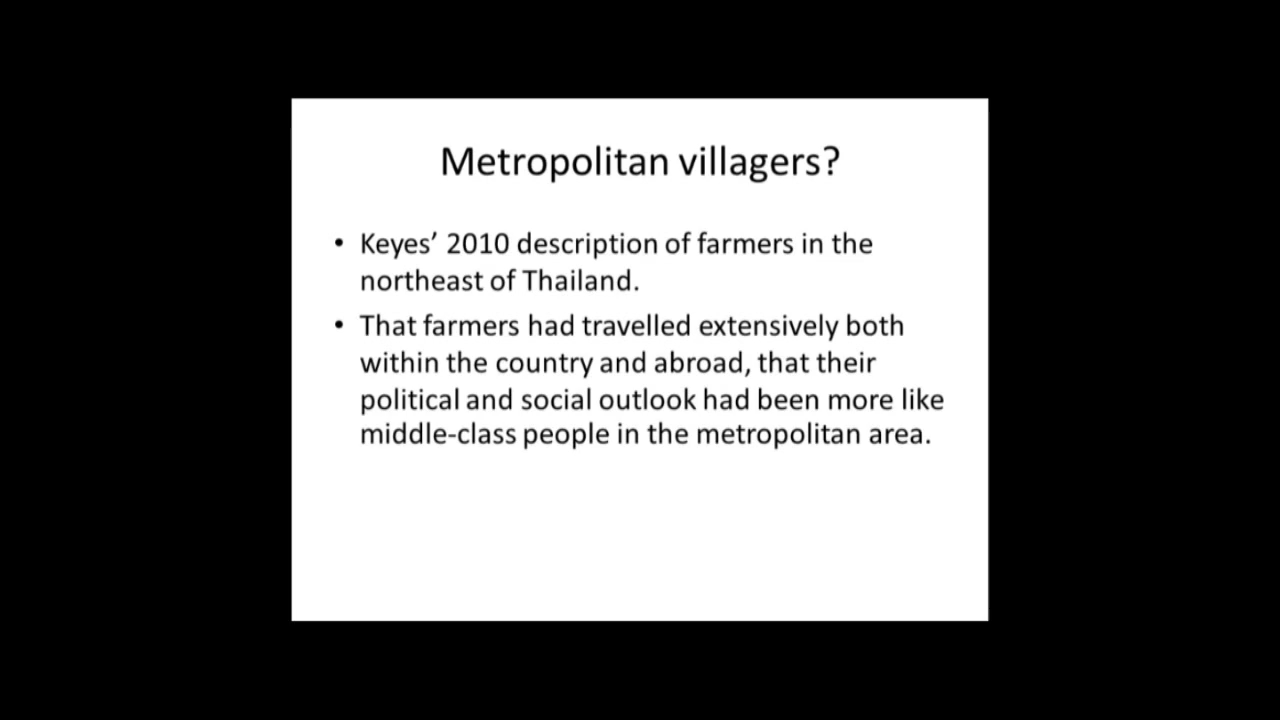 Metropolitan villagers?
• Keyes’ 2010 description of farmers in the
northeast of Thailand.
• That farmers had travelled extensively both
within the country and abroad, that their
political and social outlook had been more like
middle-class people in the metropolitan area.